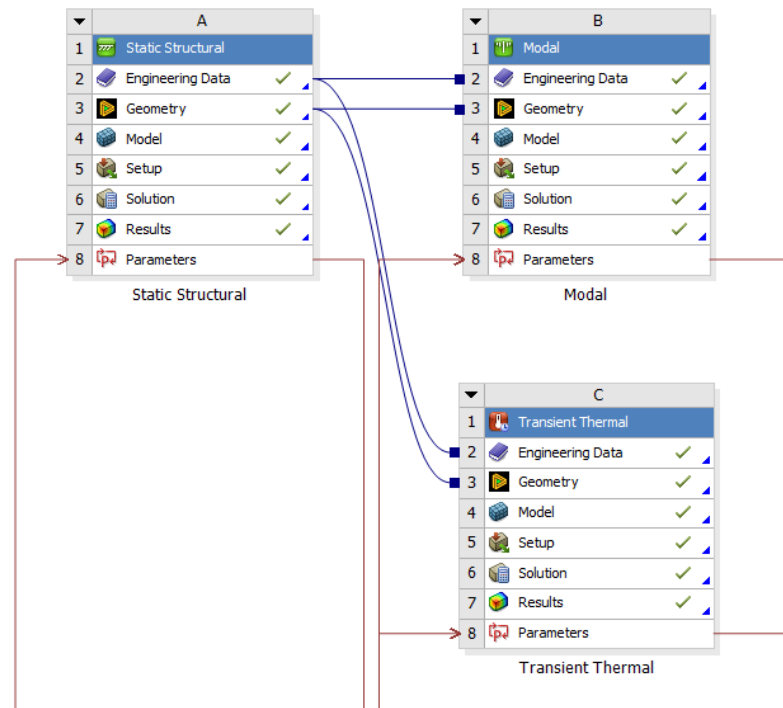 A
1 Static Structural
2 Engineering Data
3 Geometry
4 Model
5 Setup
6 Solution
7 Results
8 Parameters
Static Structural
B
1 Modal
2 Engineering Data
3 Geometry
4 Model
5 Setup
6 Solution
7 Results
8 Parameters
Modal
C
1 Transient Thermal
2 Engineering Data
3 Geometry
4 Model
5 Setup
6 Solution
7 Results
8 Parameters
Transient Thermal